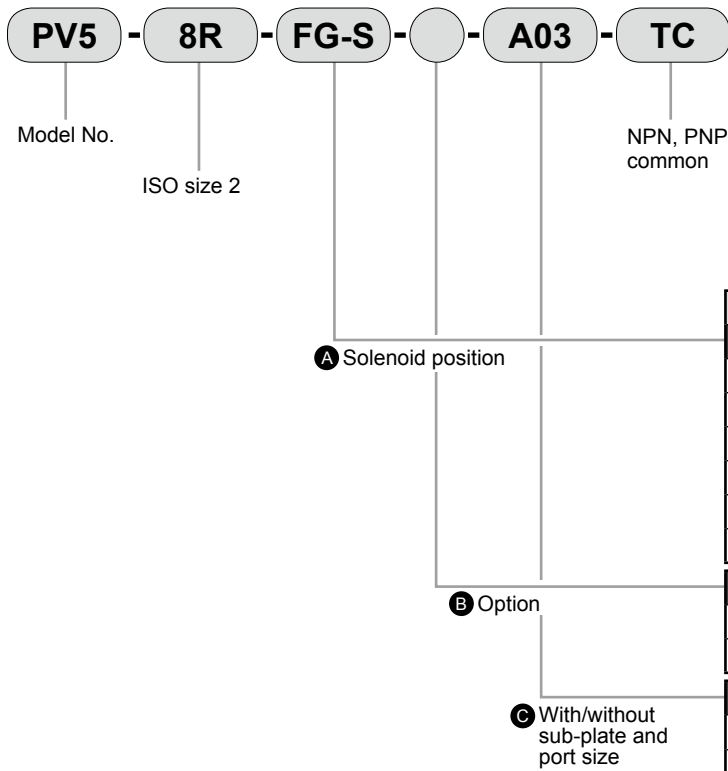 PV5 - 8R - FG-S - - A03 - TC
Model No.
NPN, PNP
common
ISO size 2
A Solenoid position
B Option
C With/without
sub-plate and
port size